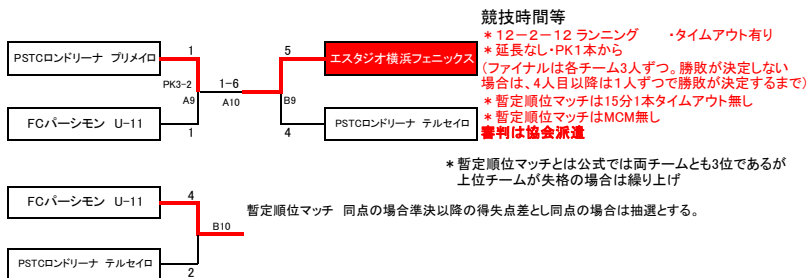 競技時間等
＊12－2－12 ランニング　・タイムアウト有り
＊延長なし・PK1本から
(ファイナルは各チーム3人ずつ。勝敗が決定しない
場合は、4人目以降は1人ずつで勝敗が決定するまで)
＊暫定順位マッチは15分1本タイムアウト無し
＊暫定順位マッチはMCM無し
審判は協会派遣
PSTCロンドリーナ プリメイロ
1
PK3-2
A9
FCパーシモン U-11
1
1-6
A10
5
エスタジオ横浜フェニックス
B9
4
PSTCロンドリーナ テルセイロ
＊暫定順位マッチとは公式では両チームとも3位であるが
上位チームが失格の場合は繰り上げ
FCパーシモン U-11
4
B10
暫定順位マッチ 同点の場合準決以降の得失点差とし同点の場合は抽選とする。
PSTCロンドリーナ テルセイロ
2